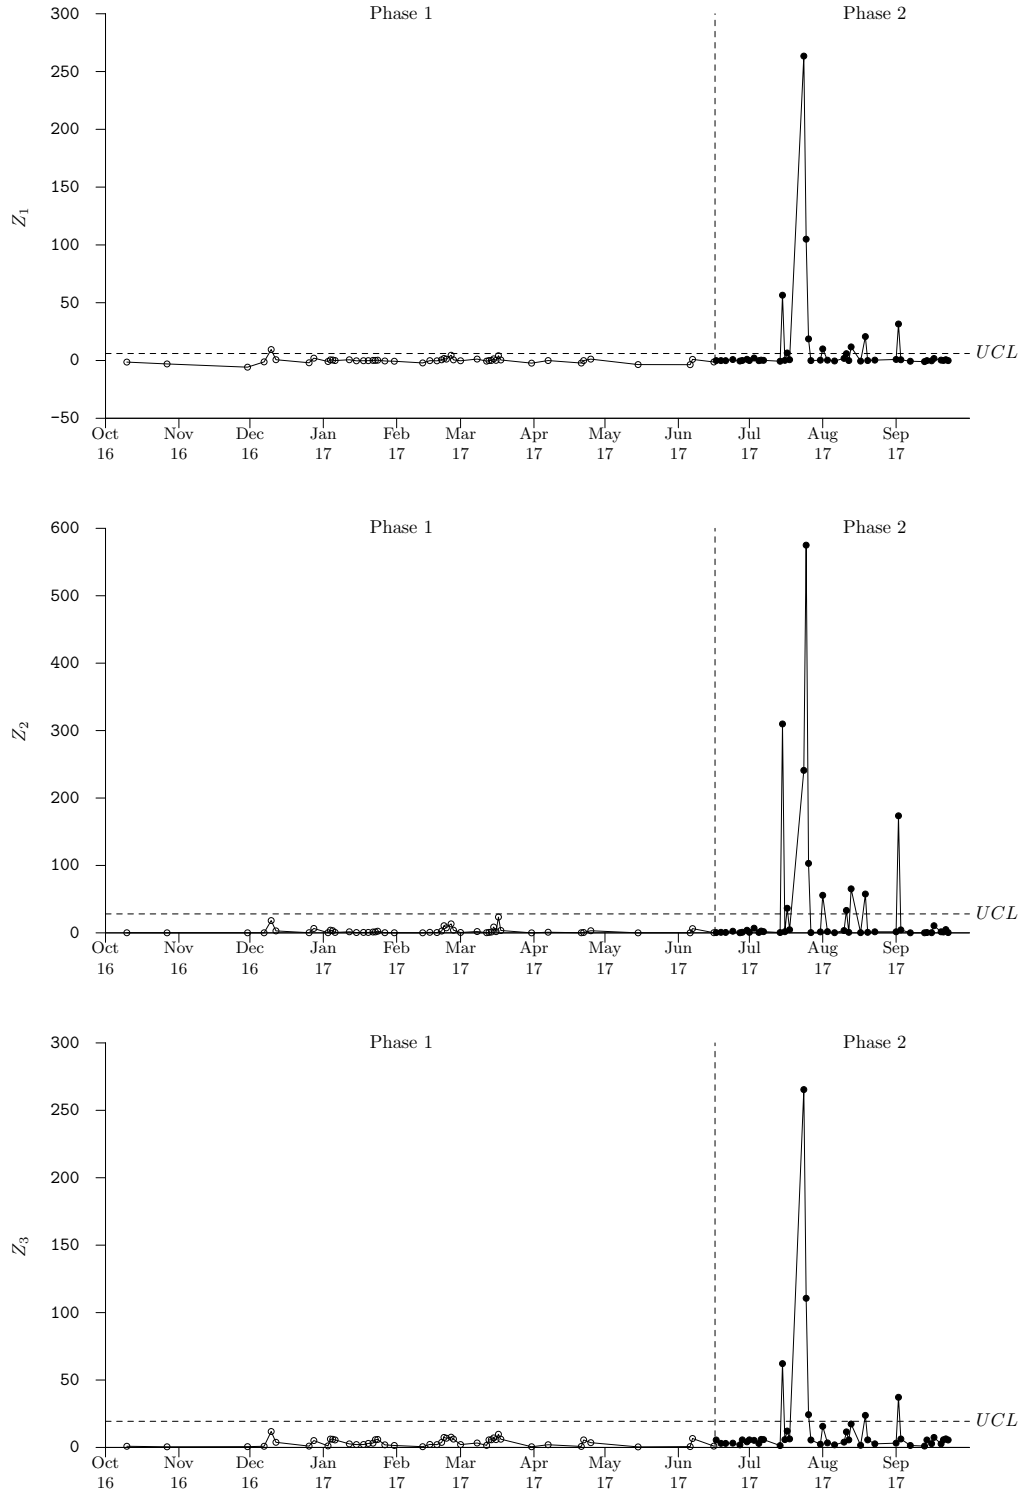 Phase 1 Phase 2
300
250
200
150
100
50
0
−50
Z1
UCL
Oct Nov Dec Jan Feb Mar Apr May Jun Jul Aug Sep
16 16 16 17 17 17 17 17 17 17 17 17
Phase 1 Phase 2
600
500
400
300
200
100
0
Z2
UCL
Oct Nov Dec Jan Feb Mar Apr May Jun Jul Aug Sep
16 16 16 17 17 17 17 17 17 17 17 17
Phase 1 Phase 2
300
250
200
150
100
50
0
Z3
UCL
Oct Nov Dec Jan Feb Mar Apr May Jun Jul Aug Sep
16 16 16 17 17 17 17 17 17 17 17 17